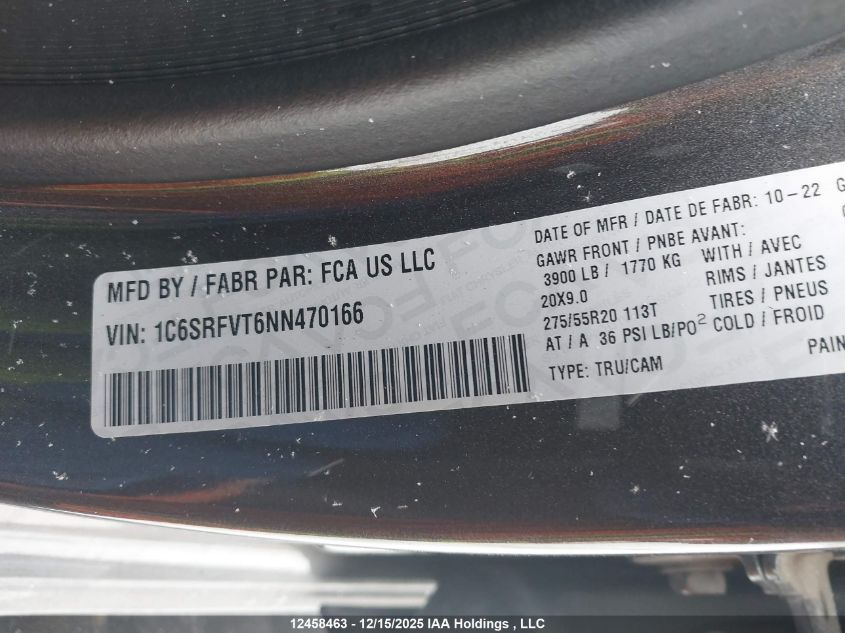 MFD BY / FABR PAR: FCA US LLC
VIN: 1C6SRFVT6NN470166
DATE OF MFR / DATE DE FABR: 10-22
GAWR FRONT / PNBE AVANT:
3900 LB / 1770 KG WITH / AVEC
20X9.0 RIMS / JANTES
275/55R20 113T TIRES / PNEUS
AT / A 36 PSI LB/PO² COLD / FROID
TYPE: TRU/CAM
12458463 - 12/15/2025 IAA Holdings , LLC